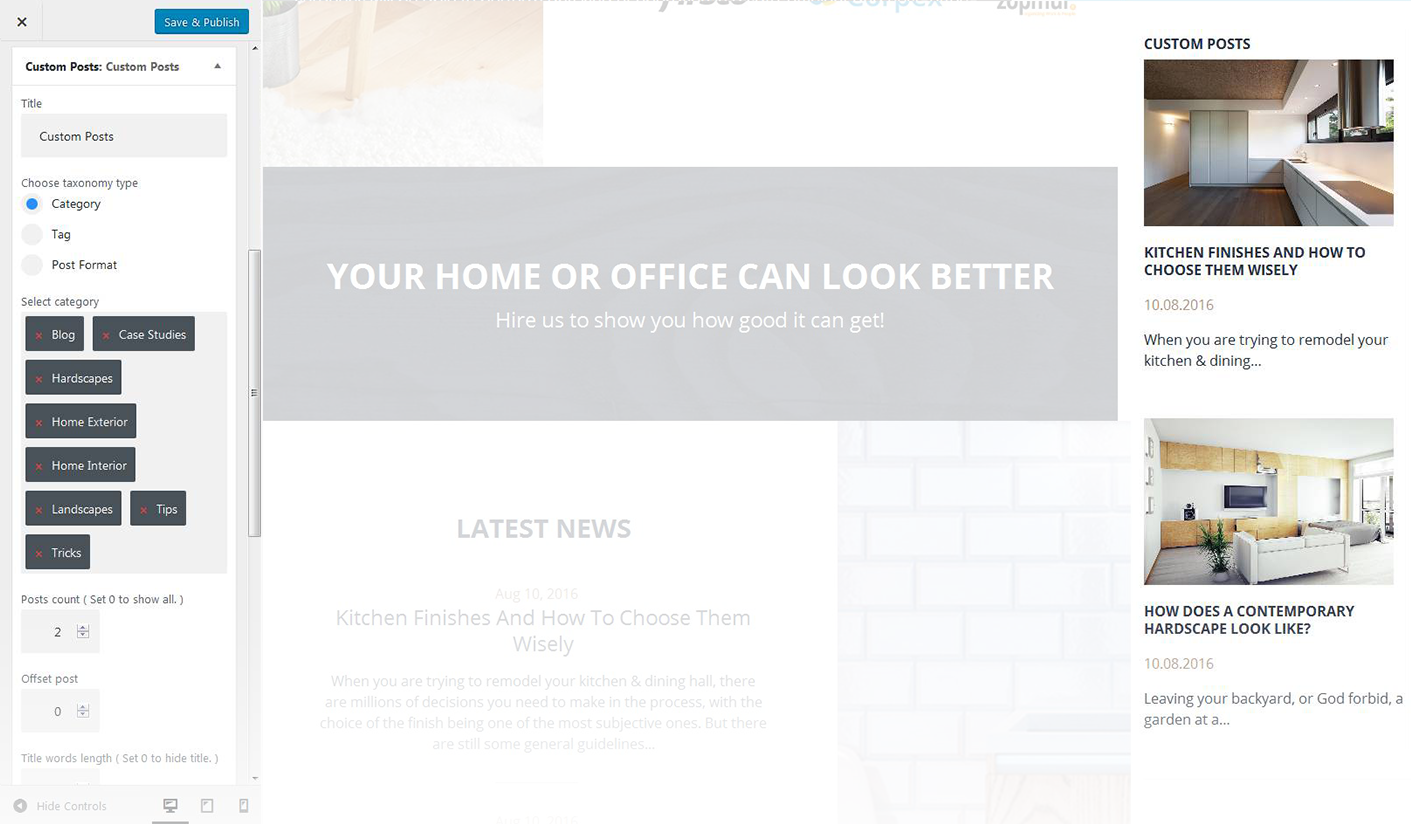 Save & Publish
Custom Posts: Custom Posts
Title
Custom Posts
Choose taxonomy type
Category
Tag
Post Format
Select category
× Blog × Case Studies
× Hardscapes
× Home Exterior
× Home Interior
× Landscapes × Tips
× Tricks
Posts count ( Set 0 to show all. )
2
Offset post
0
Title words length ( Set 0 to hide title. )
Hide Controls
YOUR HOME OR OFFICE CAN LOOK BETTER
Hire us to show you how good it can get!
LATEST NEWS
Aug 10, 2016
Kitchen Finishes And How To Choose Them
Wisely
When you are trying to remodel your kitchen & dining hall, there
are millions of decisions you need to make in the process, with the
choice of the finish being one of the most subjective ones. But there
are still some general guidelines...
Aug 10, 2016
CUSTOM POSTS
KITCHEN FINISHES AND HOW TO
CHOOSE THEM WISELY
10.08.2016
When you are trying to remodel your
kitchen & dining...
HOW DOES A CONTEMPORARY
HARDSCAPE LOOK LIKE?
10.08.2016
Leaving your backyard, or God forbid, a
garden at a...